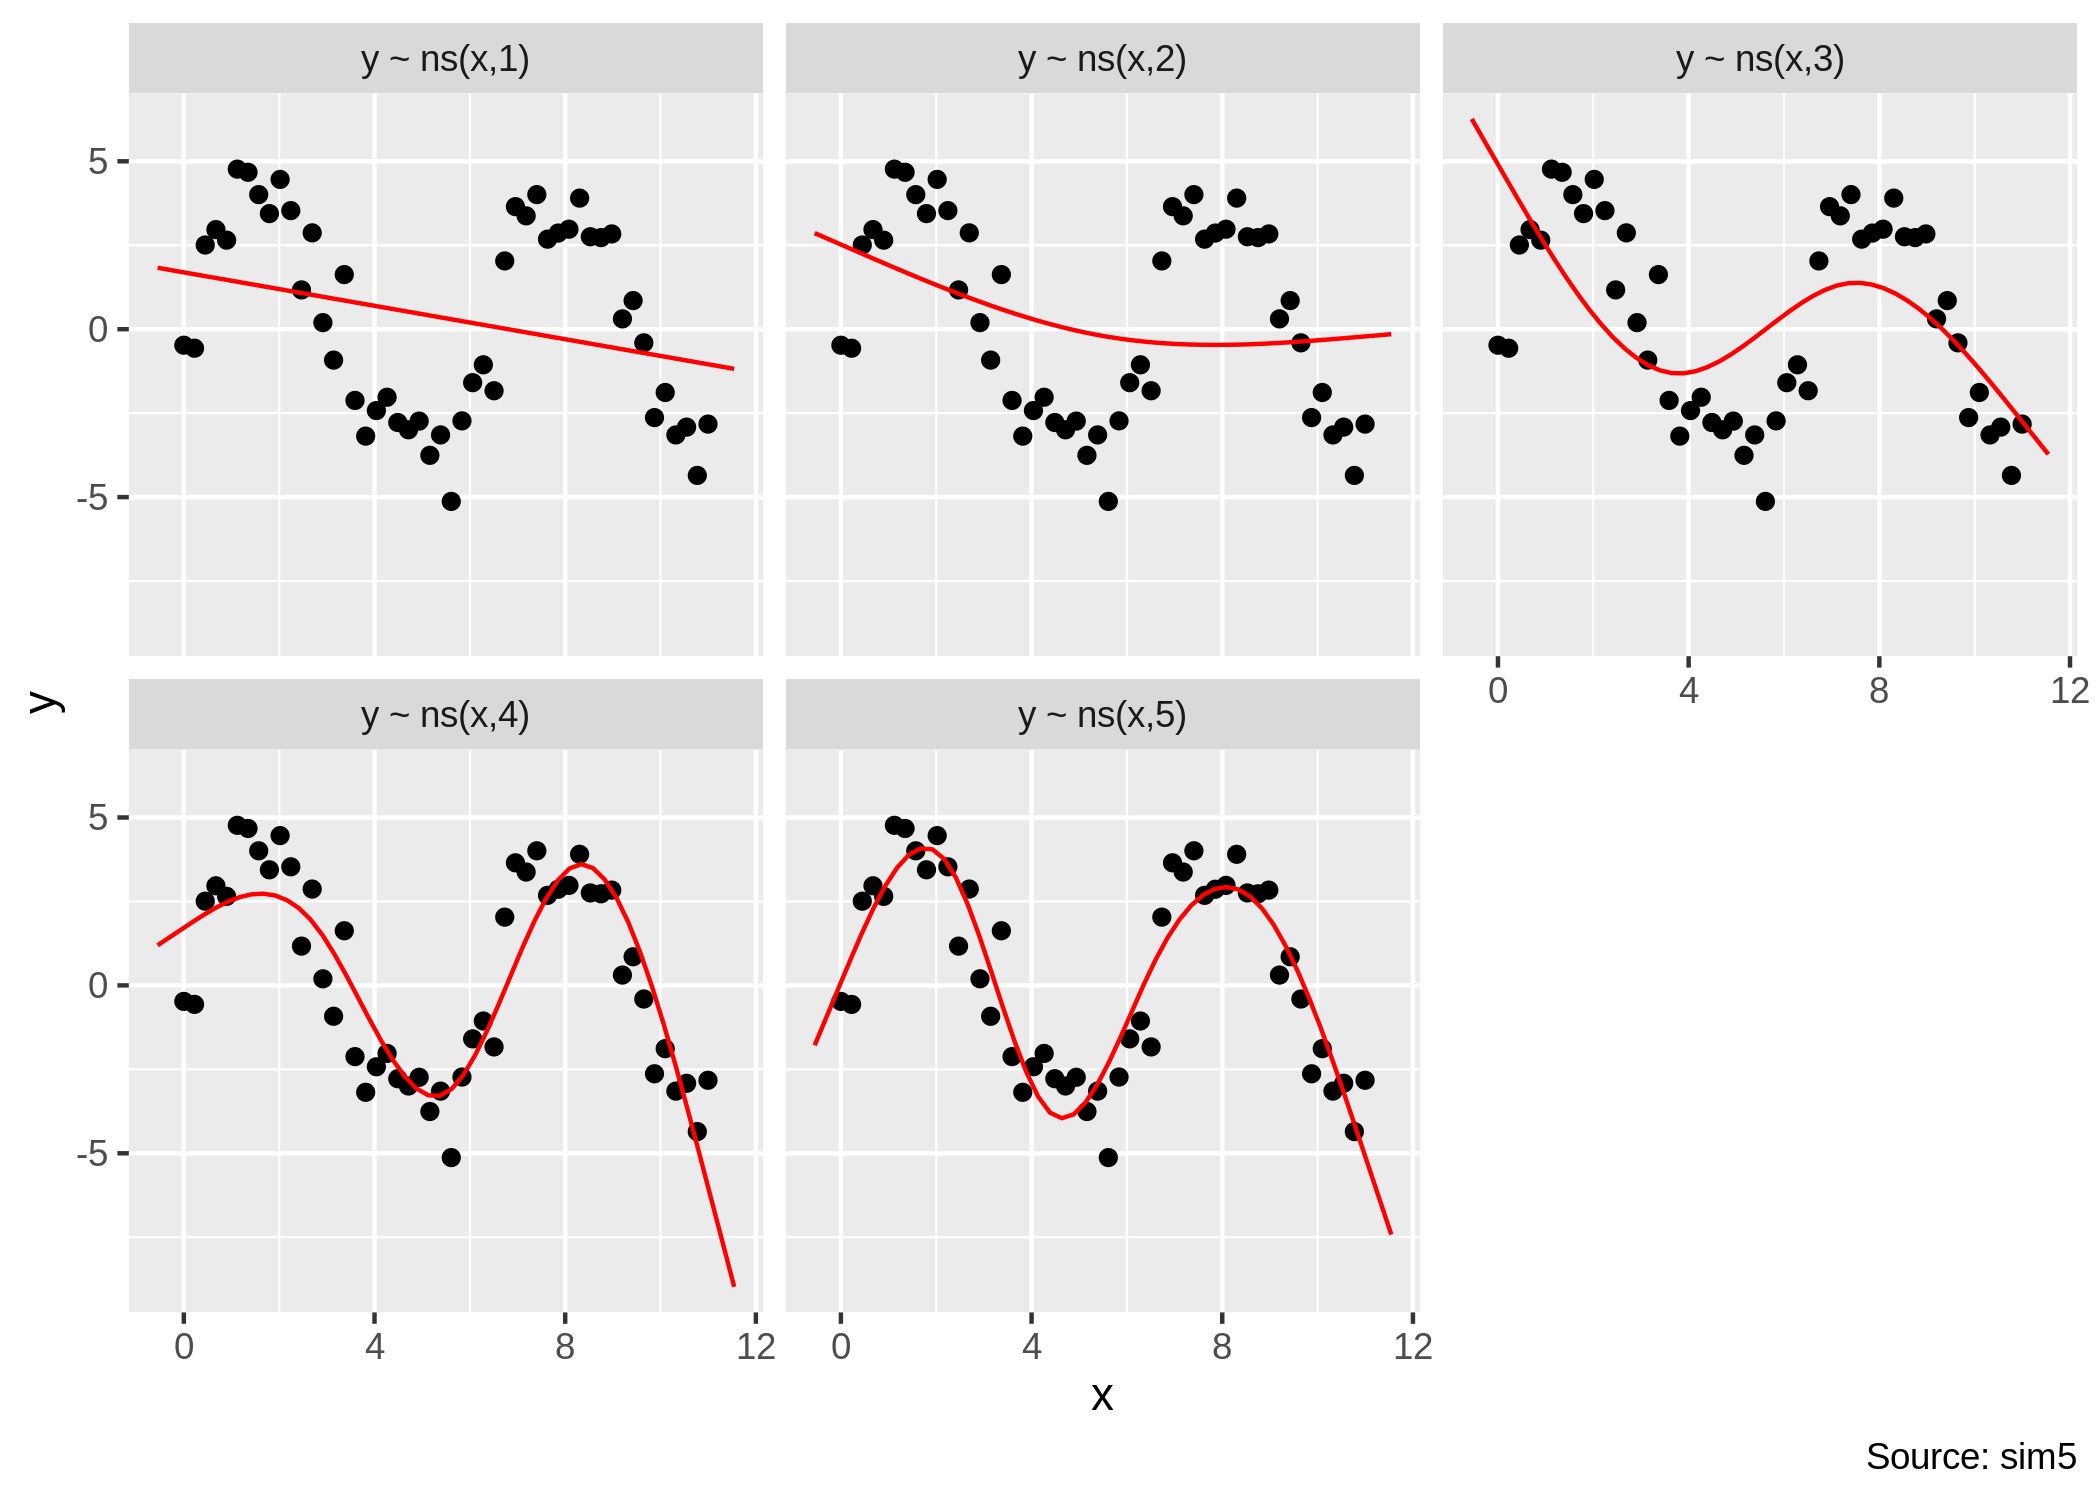 y ~ ns(x,1)
y ~ ns(x,2)
y ~ ns(x,3)
5
0
-5
0 4 8 12
y
y ~ ns(x,4)
y ~ ns(x,5)
5
0
-5
0 4 8 12
0 4 8 12
x
Source: sim5